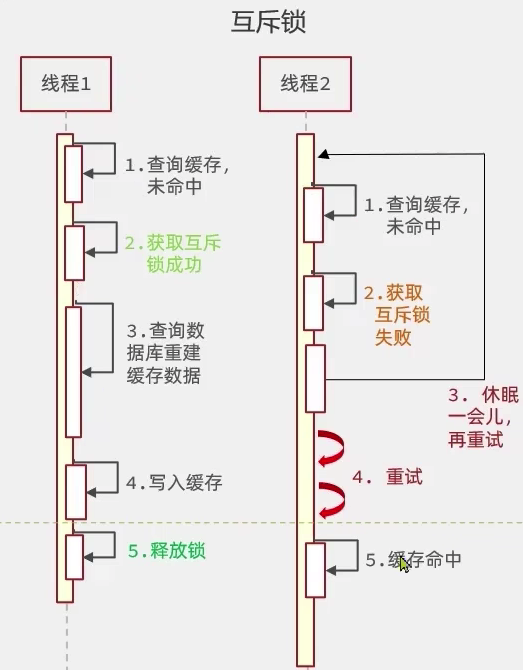 互斥锁
线程1
线程2
1.查询缓存,
未命中
2.获取互斥
锁成功
3.查询数
据库重建
缓存数据
4.写入缓存
5.释放锁
1.查询缓存,
未命中
2.获取
互斥锁
失败
3. 休眠
一会儿,
再重试
4. 重试
5.缓存命中